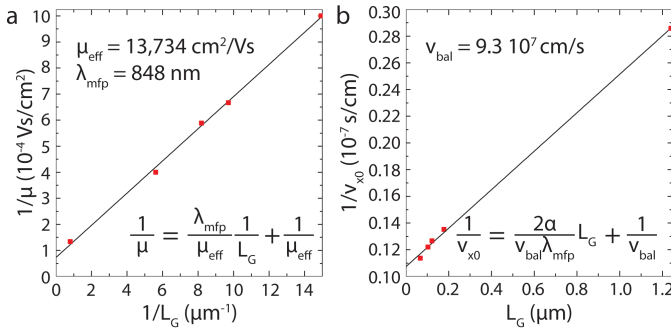 a
μeff = 13,734 cm²/Vs
λmfp = 848 nm
1/μ (10⁻⁴ Vs/cm²)
10
9
8
7
6
5
4
3
2
1
0
1/μ = λmfp/μeff 1/LG + 1/μeff
0 2 4 6 8 10 12 14
1/LG (μm⁻¹)
b
vbal = 9.3 10⁷ cm/s
1/vx0 (10⁻⁷ s/cm)
0.30
0.28
0.26
0.24
0.22
0.20
0.18
0.16
0.14
0.12
0.10
1/vx0 = 2α/vbalλmfp LG + 1/vbal
0 0.2 0.4 0.6 0.8 1.0 1.2
LG (μm)